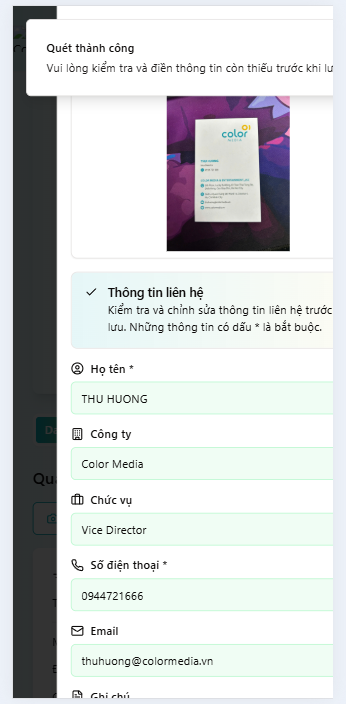 Quét thành công
Vui lòng kiểm tra và điền thông tin còn thiếu trước khi lư
color
MEDIA
THU HUONG
Thông tin liên hệ
Kiểm tra và chỉnh sửa thông tin liên hệ trước
lưu. Những thông tin có dấu * là bắt buộc.
Họ tên *
THU HUONG
Công ty
Color Media
Chức vụ
Vice Director
Số điện thoại *
0944721666
Email
thuhuong@colormedia.vn
Ghi chú
Qu